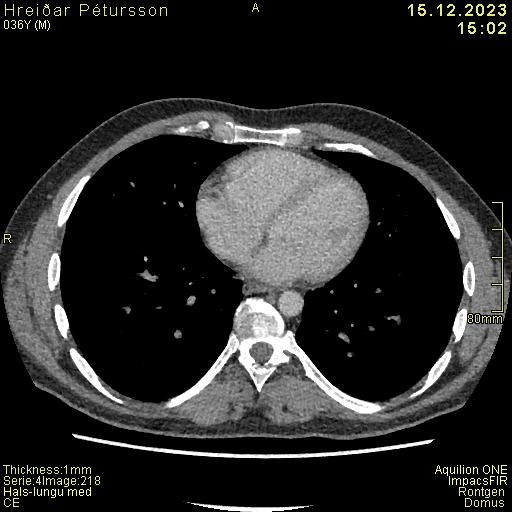 Hreiðar Pétursson
036Y (M)
A
15.12.2023
15:02
R
80mm
Thickness:1mm
Serie:4Image:218
Hals-lungu med
CE
Aquilion ONE
ImpacsFIR
Rontgen
Domus